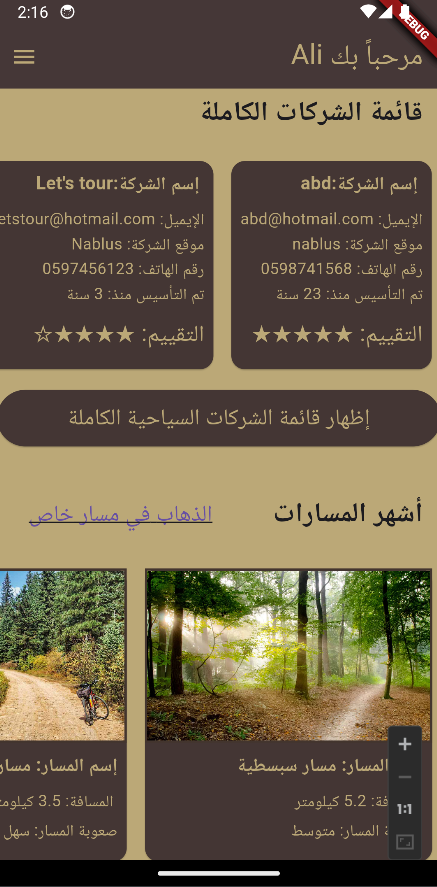 2:16
DEBUG
مرحباً بك Ali
قائمة الشركات الكاملة
إسم الشركة:abd
الإيميل: abd@hotmail.com
موقع الشركة: nablus
رقم الهاتف: 0598741568
تم التأسيس منذ: 23 سنة
التقييم: ★★★★★
إسم الشركة:Let's tour
الإيميل: etstour@hotmail.com
موقع الشركة: Nablus
رقم الهاتف: 0597456123
تم التأسيس منذ: 3 سنة
التقييم: ★★★★☆
إظهار قائمة الشركات السياحية الكاملة
أشهر المسارات
الذهاب في مسار خاص
المسار: مسار سبسطية
فة: 5.2 كيلومتر
ة المسار: متوسط
إسم المسار: مسار
المسافة: 3.5 كيلومت
صعوبة المسار: سهل
1:1